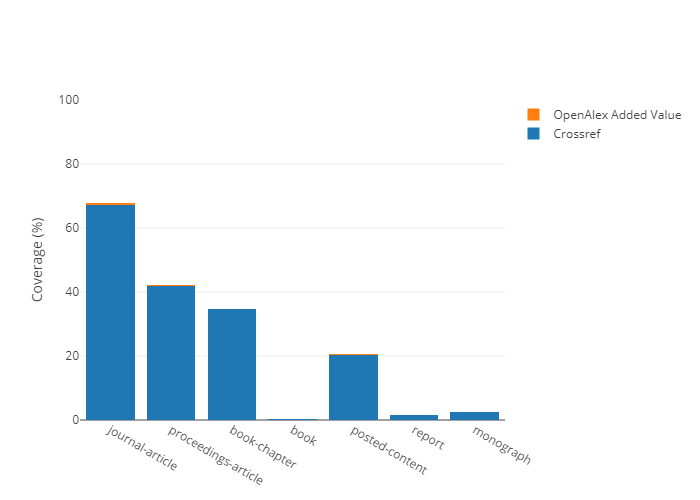 100
80
60
40
20
0
Coverage (%)
journal-article
proceedings-article
book-chapter
book
posted-content
report
monograph
OpenAlex Added Value
Crossref